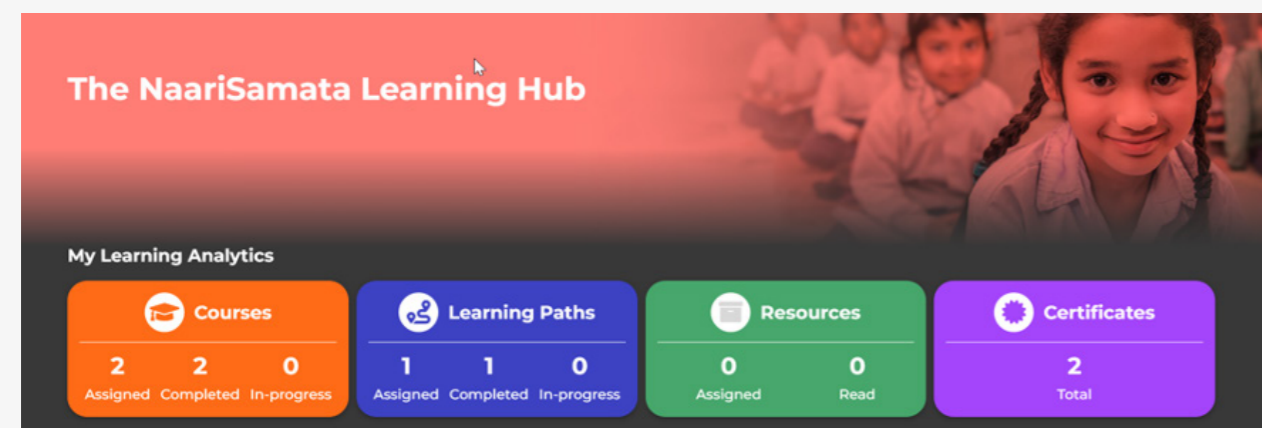 The NaariSamata Learning Hub
My Learning Analytics
Courses
2 2 0
Assigned Completed In-progress
Learning Paths
1 1 0
Assigned Completed In-progress
Resources
0 0
Assigned Read
Certificates
2
Total